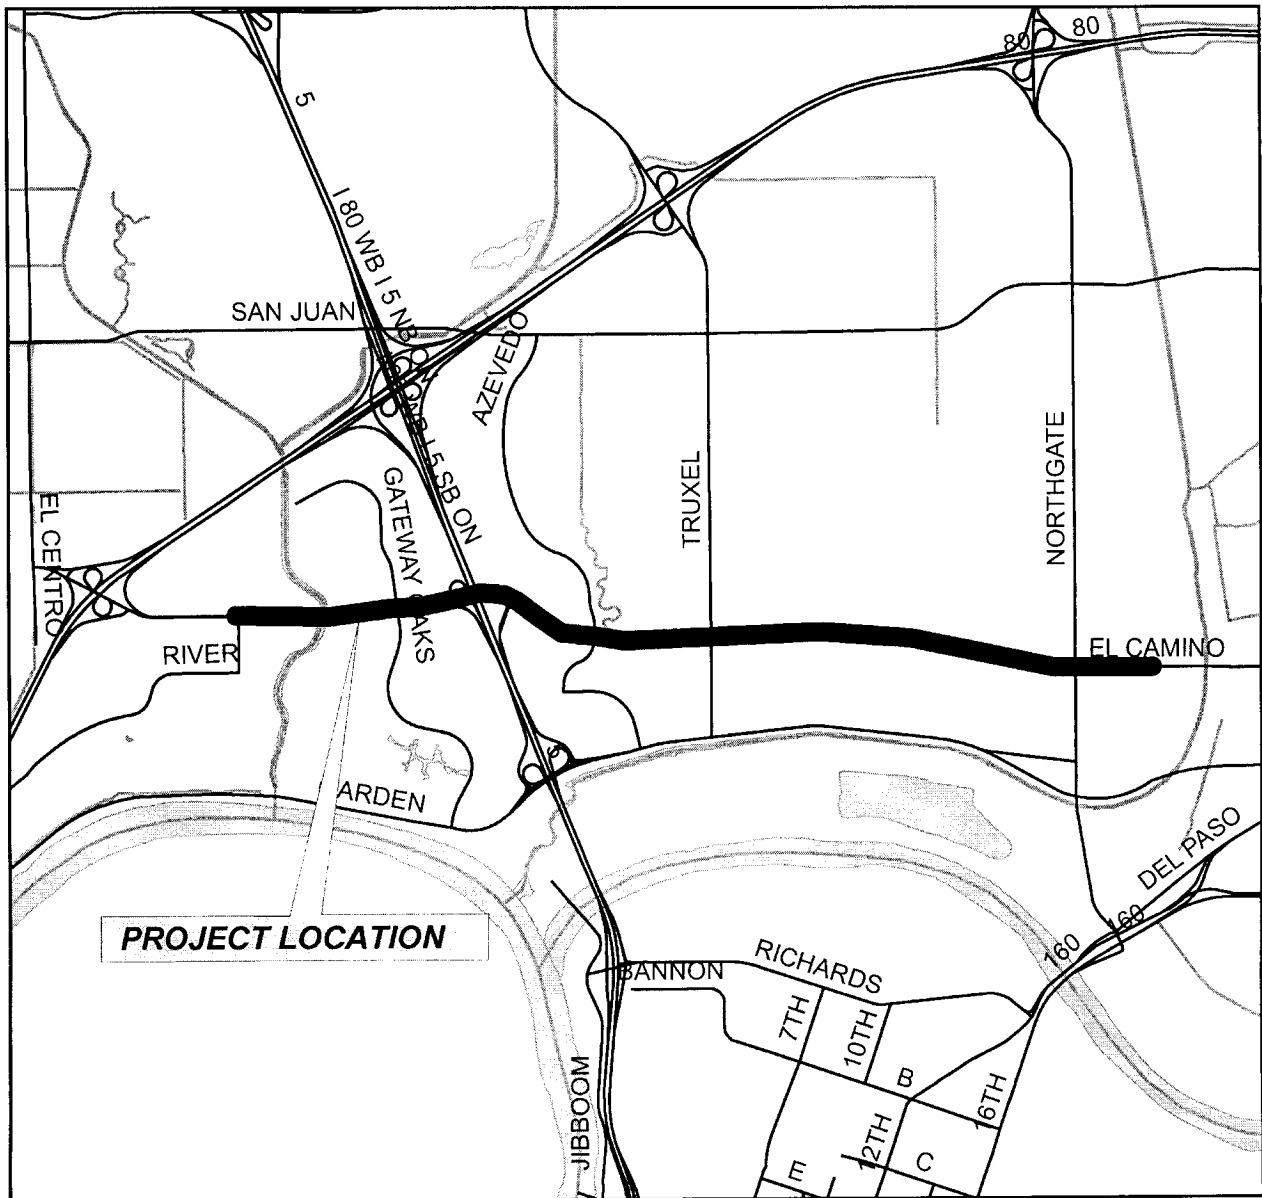 80
80
5
I 80 WB I 5 NB
SAN JUAN
AZEVEDO
I 5 SB ON
TRUXEL
NORTHGATE
EL CENTRO
GATEWAY OAKS
RIVER
EL CAMINO
5
ARDEN
DEL PASO
160
160
PROJECT LOCATION
BANNON
RICHARDS
7TH
10TH
B
16TH
JIBBOOM
12TH
E
C